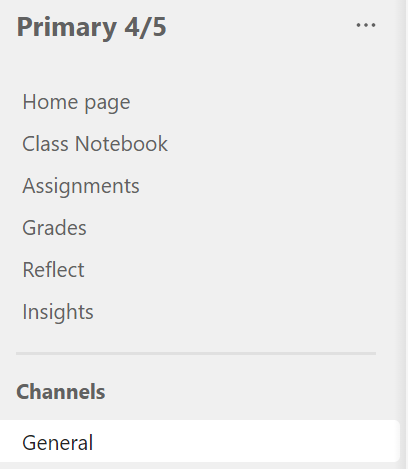 Primary 4/5 ...
Home page
Class Notebook
Assignments
Grades
Reflect
Insights
Channels
General